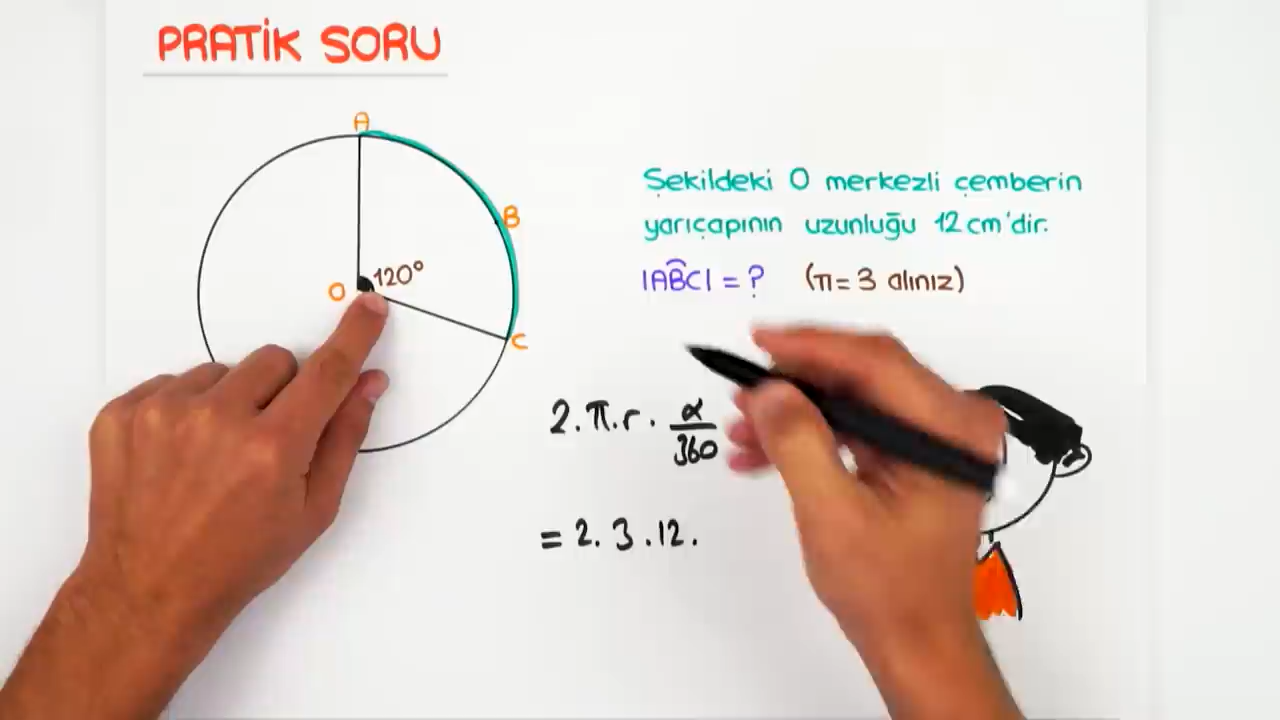 PRATİK SORU
A
B
120°
O
C
Şekildeki O merkezli çemberin
yarıçapının uzunluğu 12 cm'dir.
|ABC| = ? (π = 3 alınız)
2.π.r. α/360
= 2. 3 .12.